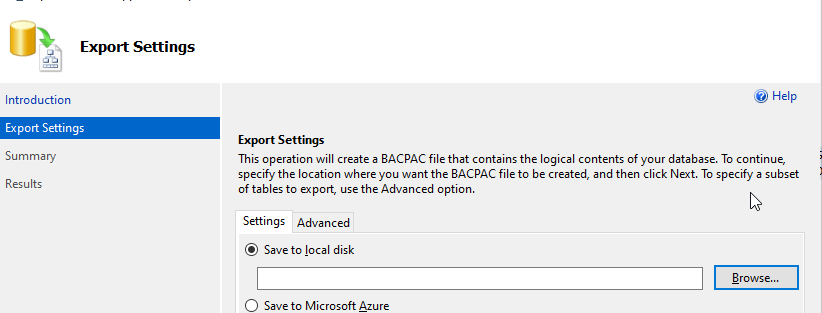 Export Settings
Introduction
Help
Export Settings
Summary
Results
Export Settings
This operation will create a BACPAC file that contains the logical contents of your database. To continue,
specify the location where you want the BACPAC file to be created, and then click Next. To specify a subset
of tables to export, use the Advanced option.
Settings
Advanced
Save to local disk
Browse...
Save to Microsoft Azure